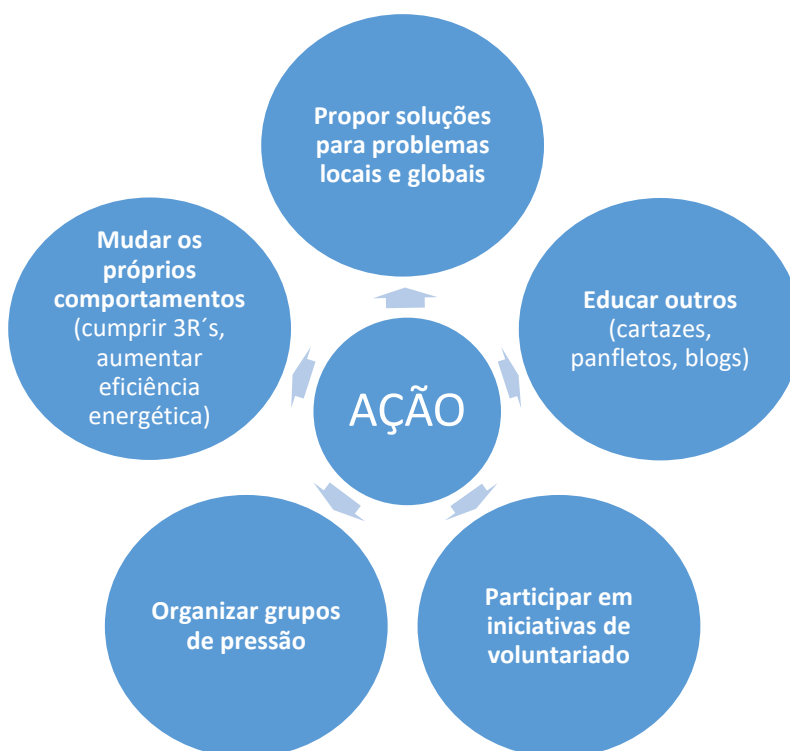 Propor soluções
para problemas
locais e globais
Mudar os
próprios
comportamentos
(cumprir 3R´s,
aumentar
eficiência
energética)
Educar outros
(cartazes,
panfletos, blogs)
AÇÃO
Organizar grupos
de pressão
Participar em
iniciativas de
voluntariado